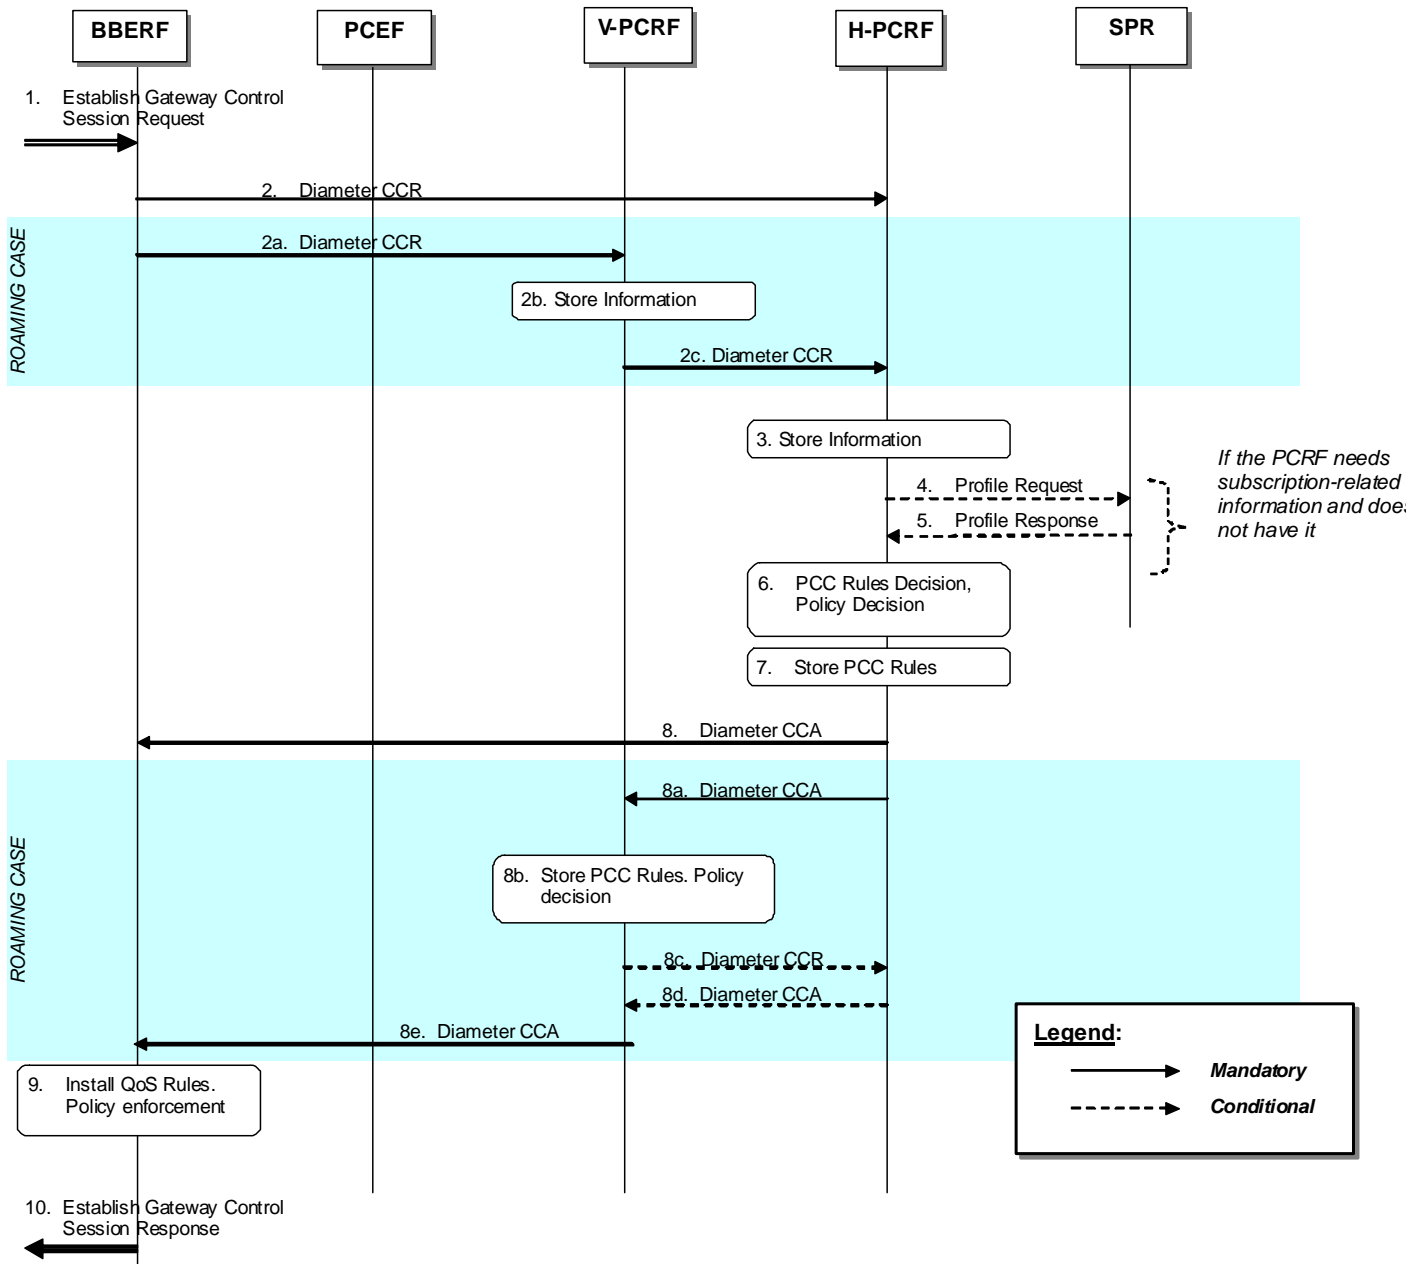 BBERF
PCEF
V-PCRF
H-PCRF
SPR
1. Establish Gateway Control
Session Request
2. Diameter CCR
ROAMING CASE
2a. Diameter CCR
2b. Store Information
2c. Diameter CCR
3. Store Information
4. Profile Request
5. Profile Response
If the PCRF needs
subscription-related
information and does
not have it
6. PCC Rules Decision,
Policy Decision
7. Store PCC Rules
8. Diameter CCA
ROAMING CASE
8a. Diameter CCA
8b. Store PCC Rules. Policy
decision
8c. Diameter CCR
8d. Diameter CCA
8e. Diameter CCA
Legend:
Mandatory
Conditional
9. Install QoS Rules.
Policy enforcement
10. Establish Gateway Control
Session Response